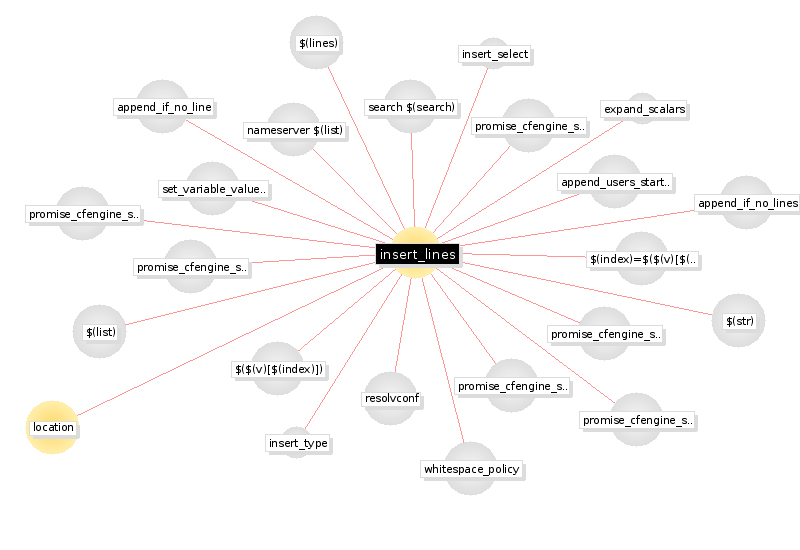 $(lines)
insert_select
append_if_no_line
search $(search)
expand_scalars
nameserver $(list)
promise_cfengine_s..
set_variable_value..
append_users_start..
append_if_no_lines
promise_cfengine_s..
insert_lines
promise_cfengine_s..
$(index)=$($(v)[$(..
$(list)
$(str)
promise_cfengine_s..
$($(v)[$(index)])
promise_cfengine_s..
resolvconf
promise_cfengine_s..
location
insert_type
whitespace_policy